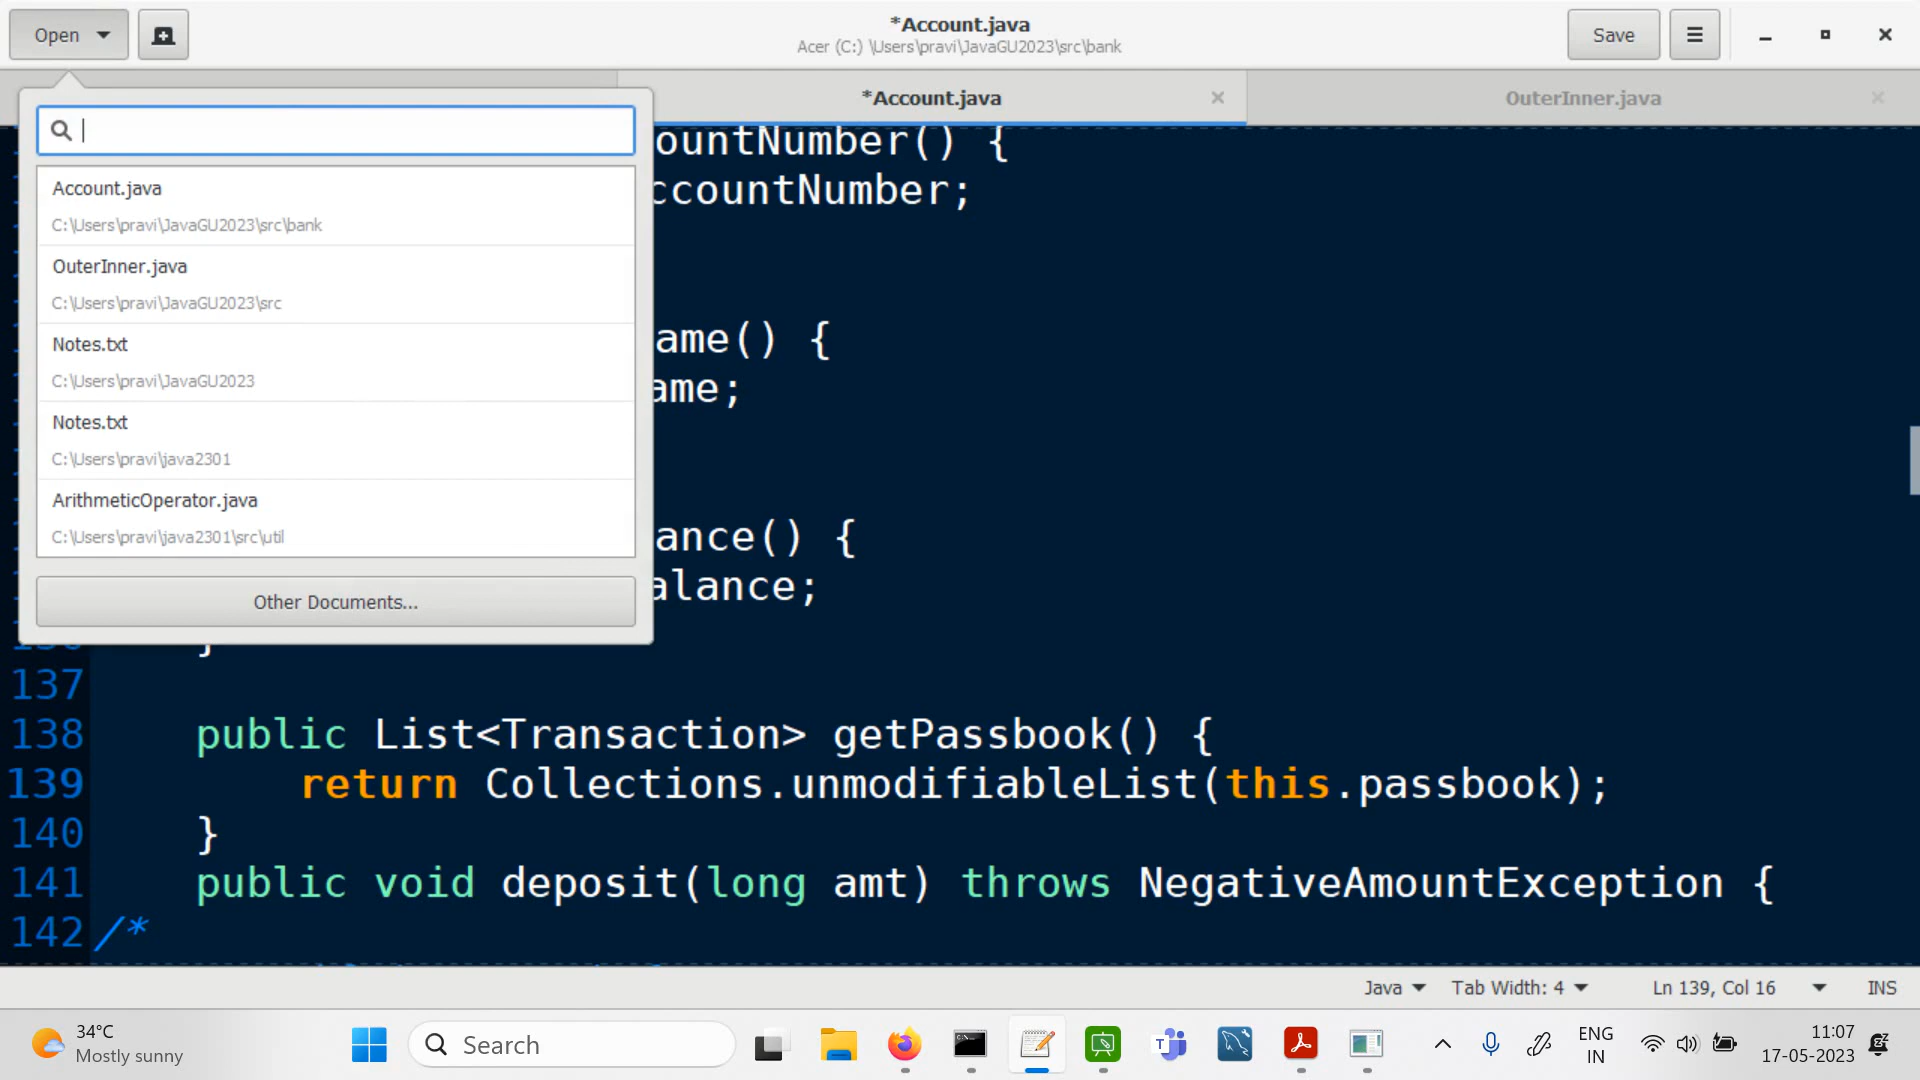 Open
*Account.java
Acer (C:) \Users\pravi\JavaGU2023\src\bank
Save
*Account.java
OuterInner.java
Account.java
C:\Users\pravi\JavaGU2023\src\bank
OuterInner.java
C:\Users\pravi\JavaGU2023\src
Notes.txt
C:\Users\pravi\JavaGU2023
Notes.txt
C:\Users\pravi\java2301
ArithmeticOperator.java
C:\Users\pravi\java2301\src\util
Other Documents...
ountNumber() {
ccountNumber;
ame() {
ame;
ance() {
alance;
}
137
138 public List<Transaction> getPassbook() {
139 return Collections.unmodifiableList(this.passbook);
140 }
141 public void deposit(long amt) throws NegativeAmountException {
142 /*
Java Tab Width: 4 Ln 139, Col 16 INS
34°C
Mostly sunny
Search
ENG
IN
11:07
17-05-2023